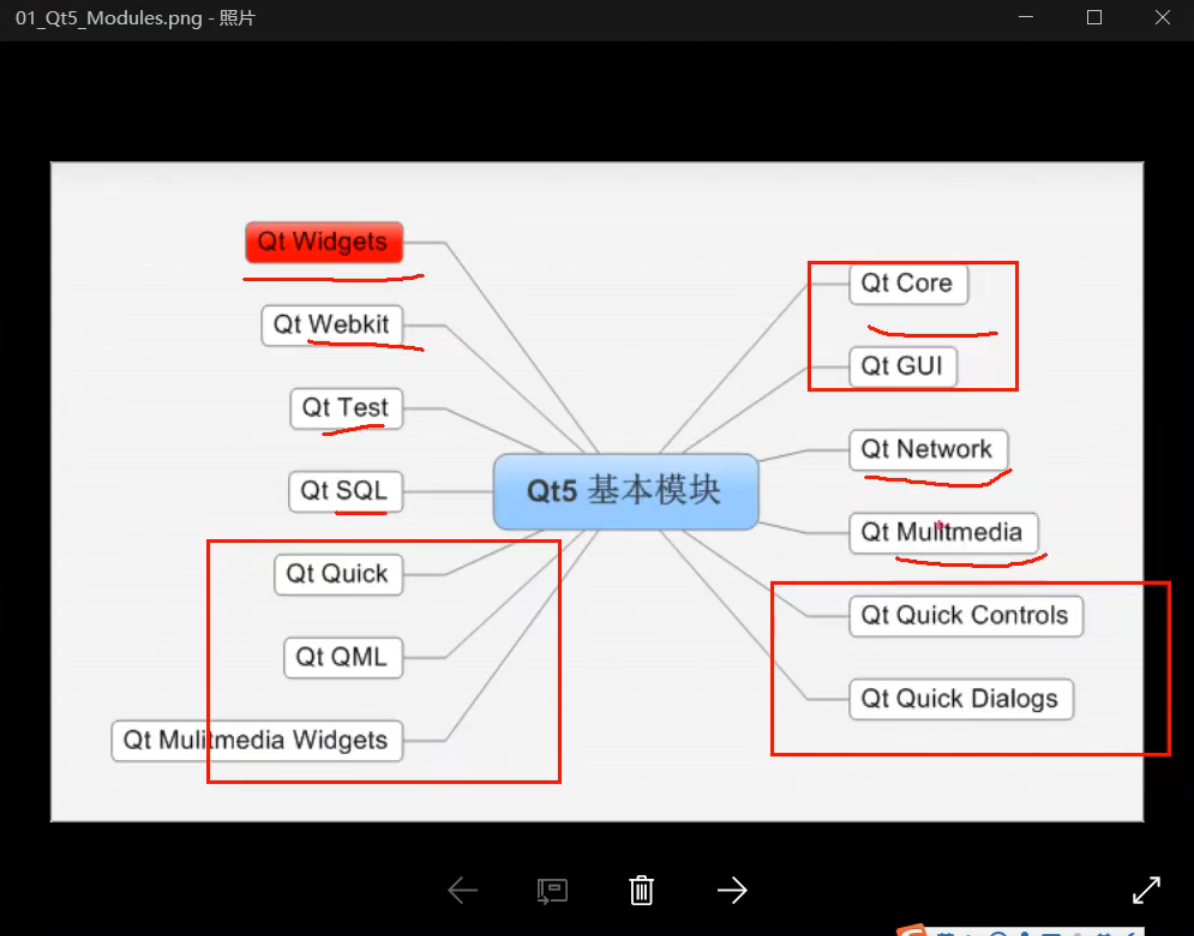 01_Qt5_Modules.png - 照片
Qt Widgets
Qt Webkit
Qt Test
Qt SQL
Qt Quick
Qt QML
Qt Mulitmedia Widgets
Qt5 基本模块
Qt Core
Qt GUI
Qt Network
Qt Mulitmedia
Qt Quick Controls
Qt Quick Dialogs